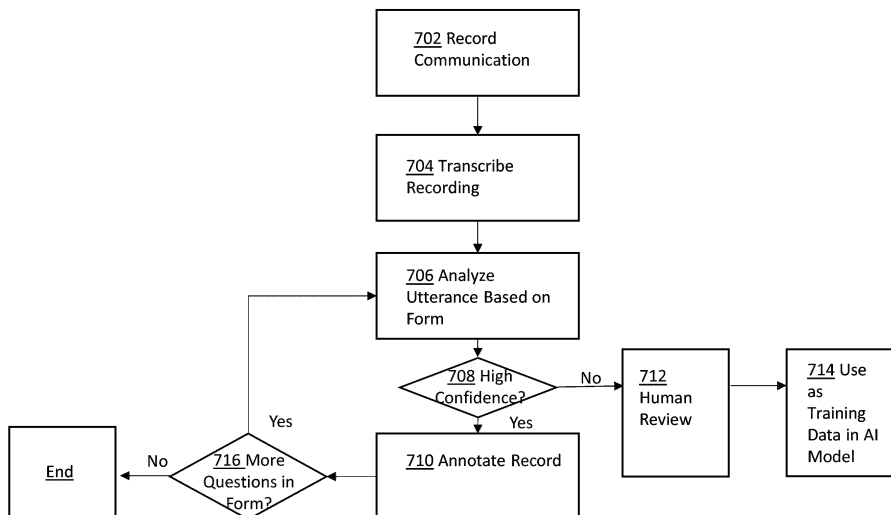 702 Record
Communication
704 Transcribe
Recording
706 Analyze
Utterance Based on
Form
708 High
Confidence?
No
712
Human
Review
714 Use
as
Training
Data in AI
Model
Yes
710 Annotate Record
Yes
716 More
Questions in
Form?
No
End